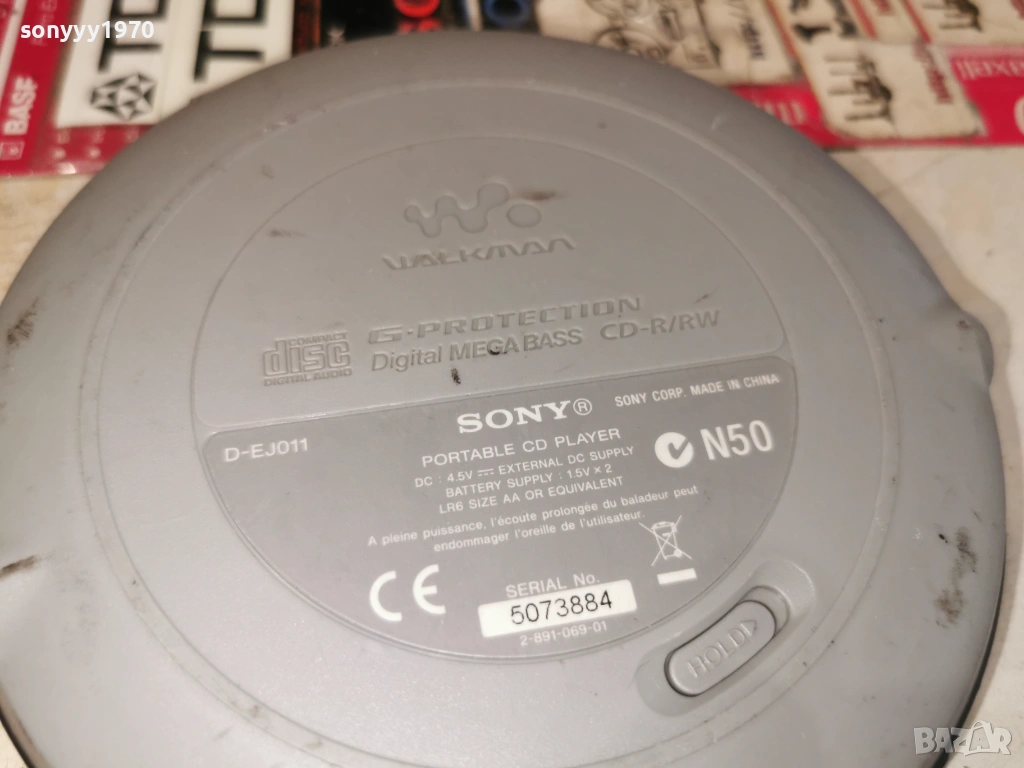 sonyyy1970
BASF
WALKMAN
COMPACT
disc
DIGITAL AUDIO
G-PROTECTION
Digital MEGA BASS CD-R/RW
D-EJ011
SONY®
SONY CORP. MADE IN CHINA
PORTABLE CD PLAYER
DC : 4.5V ⎓ EXTERNAL DC SUPPLY
BATTERY SUPPLY : 1.5V × 2
LR6 SIZE AA OR EQUIVALENT
N50
A pleine puissance, l'écoute prolongée du baladeur peut
endommager l'oreille de l'utilisateur.
CE
SERIAL No.
5073884
2-891-069-01
HOLD
BAZAR